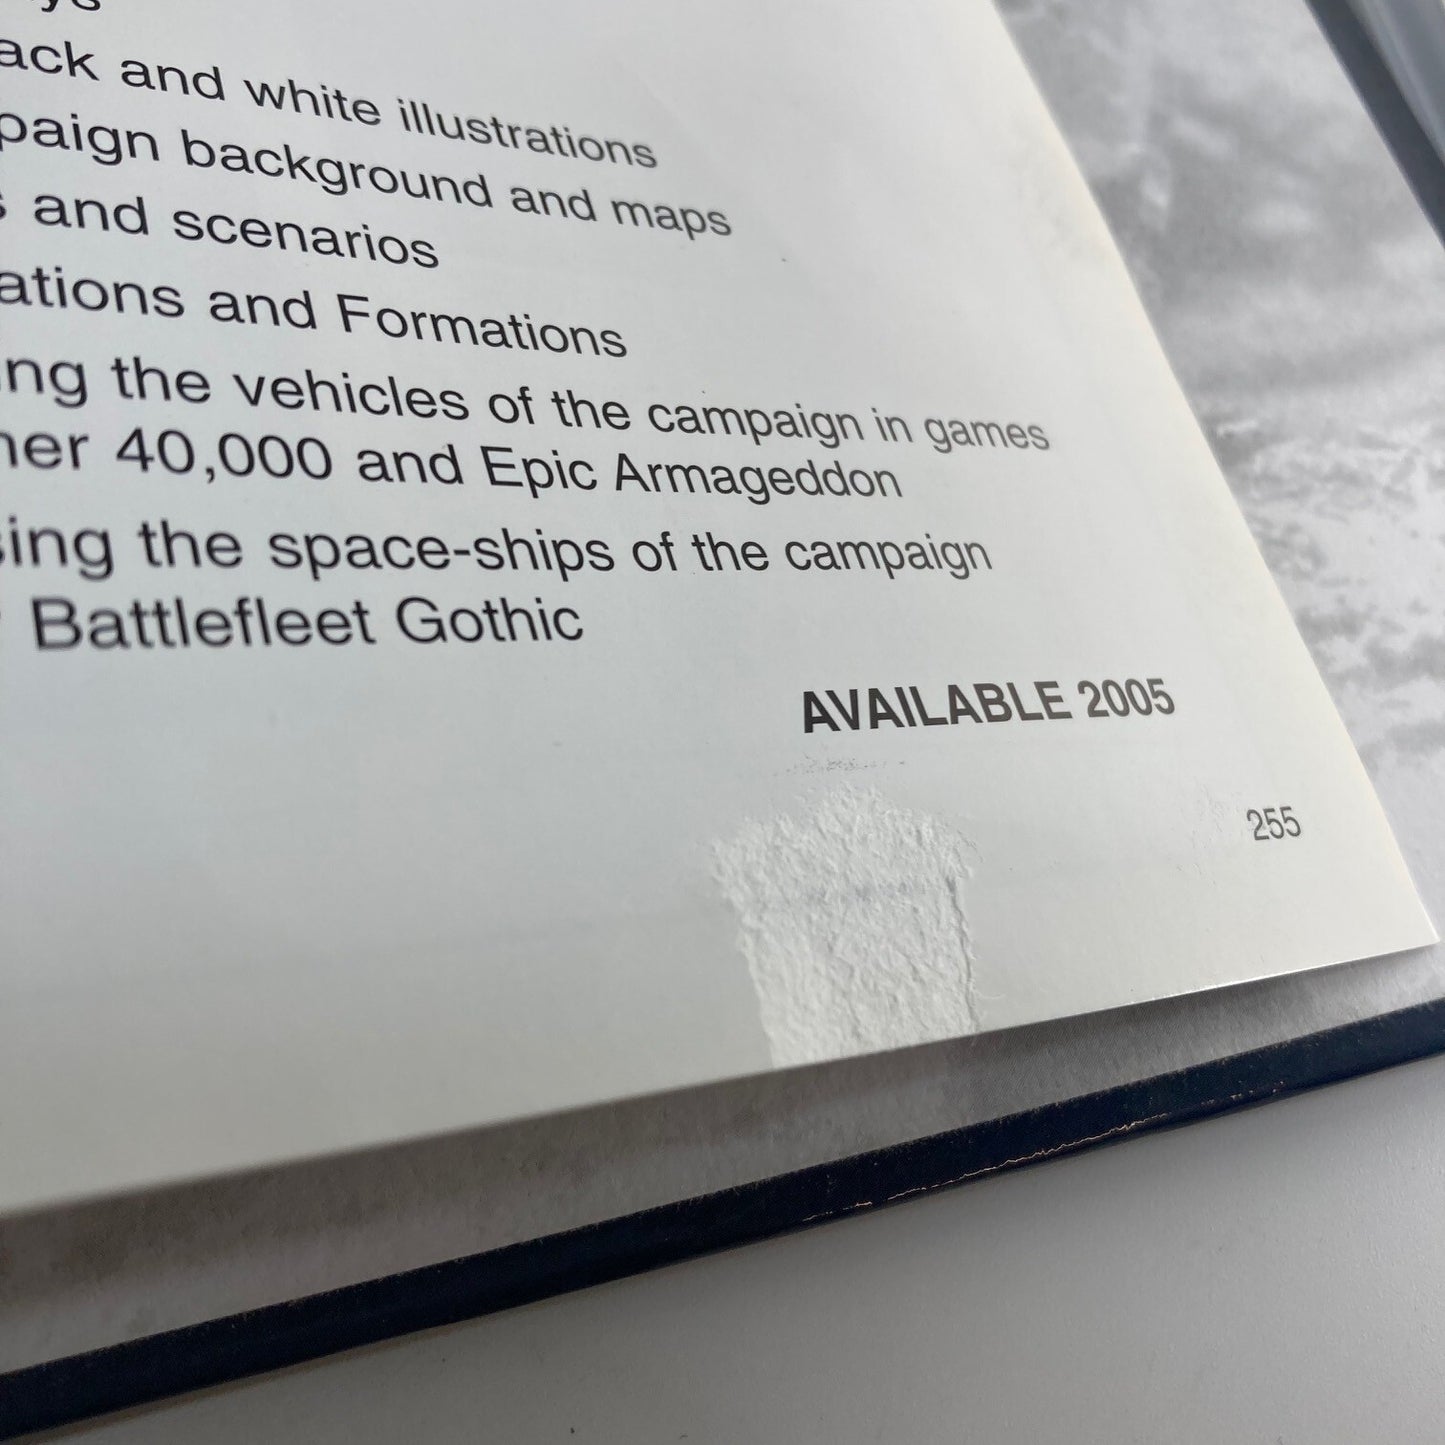 ack and white illustrations
paign background and maps
s and scenarios
ations and Formations
ing the vehicles of the campaign in games
ner 40,000 and Epic Armageddon
sing the space-ships of the campaign
Battlefleet Gothic
AVAILABLE 2005
255